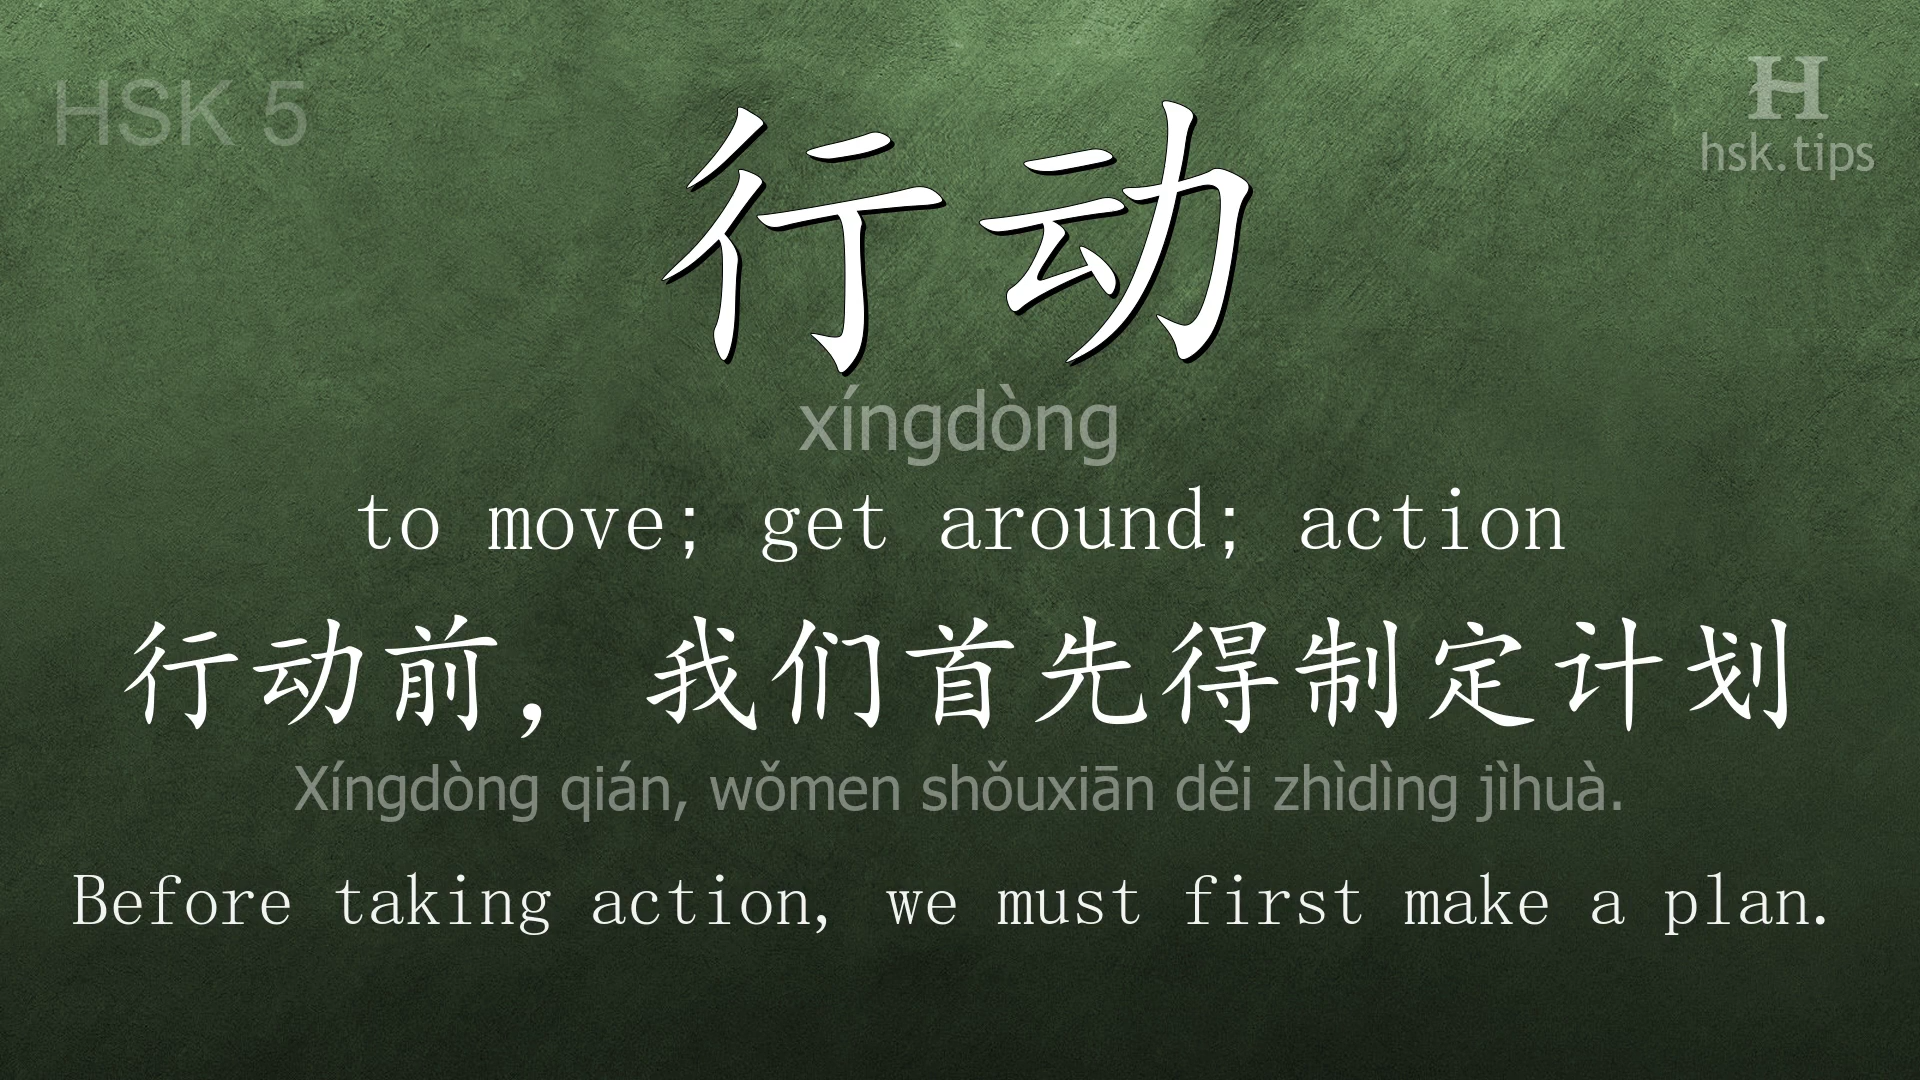 HSK 5
H
hsk.tips
行动
xíngdòng
to move; get around; action
行动前，我们首先得制定计划
Xíngdòng qián, wǒmen shǒuxiān děi zhìdìng jìhuà.
Before taking action, we must first make a plan.